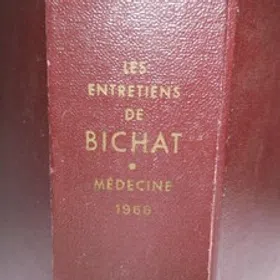 LES
ENTRETIENS
DE
BICHAT
•
MÉDECINE
1966